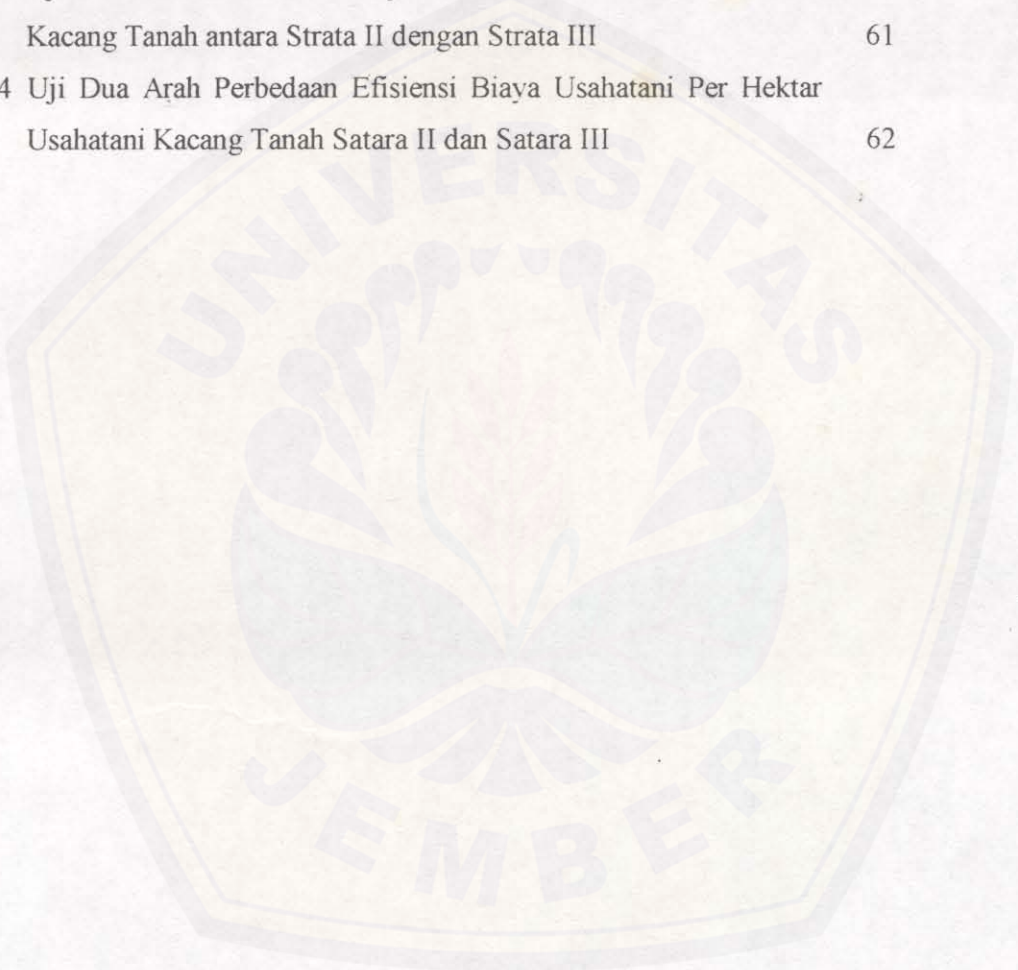 Kacang Tanah antara Strata II dengan Strata III 61
4 Uji Dua Arah Perbedaan Efisiensi Biaya Usahatani Per Hektar
Usahatani Kacang Tanah Satara II dan Satara III 62
UNIVERSITAS
JEMBER